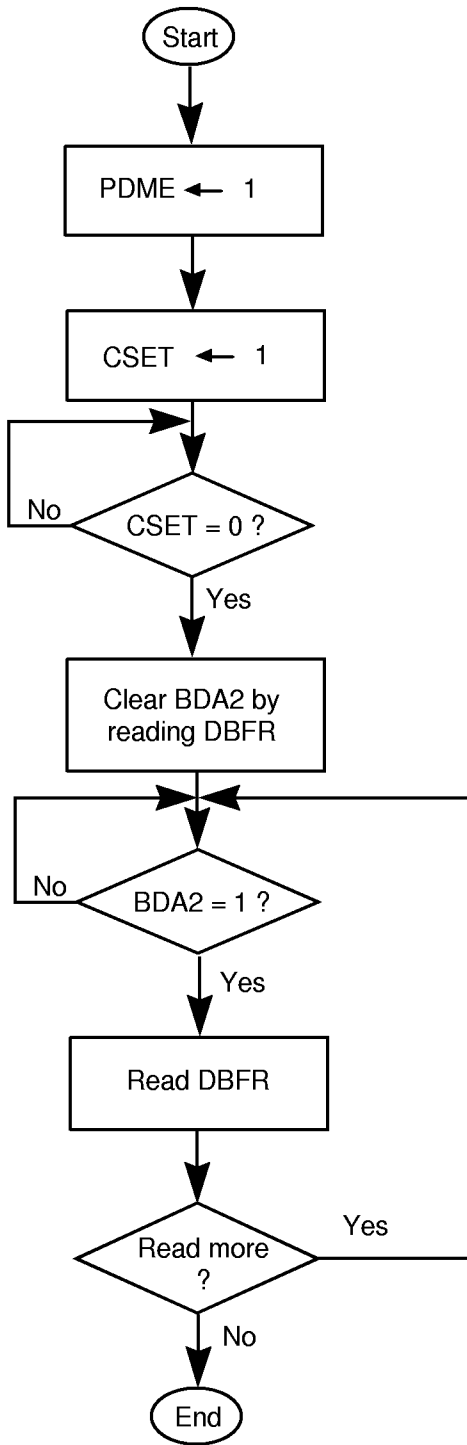 Start
PDME ← 1
CSET ← 1
CSET = 0 ?
No
Yes
Clear BDA2 by
reading DBFR
No
BDA2 = 1 ?
Yes
Read DBFR
Read more
?
Yes
No
End